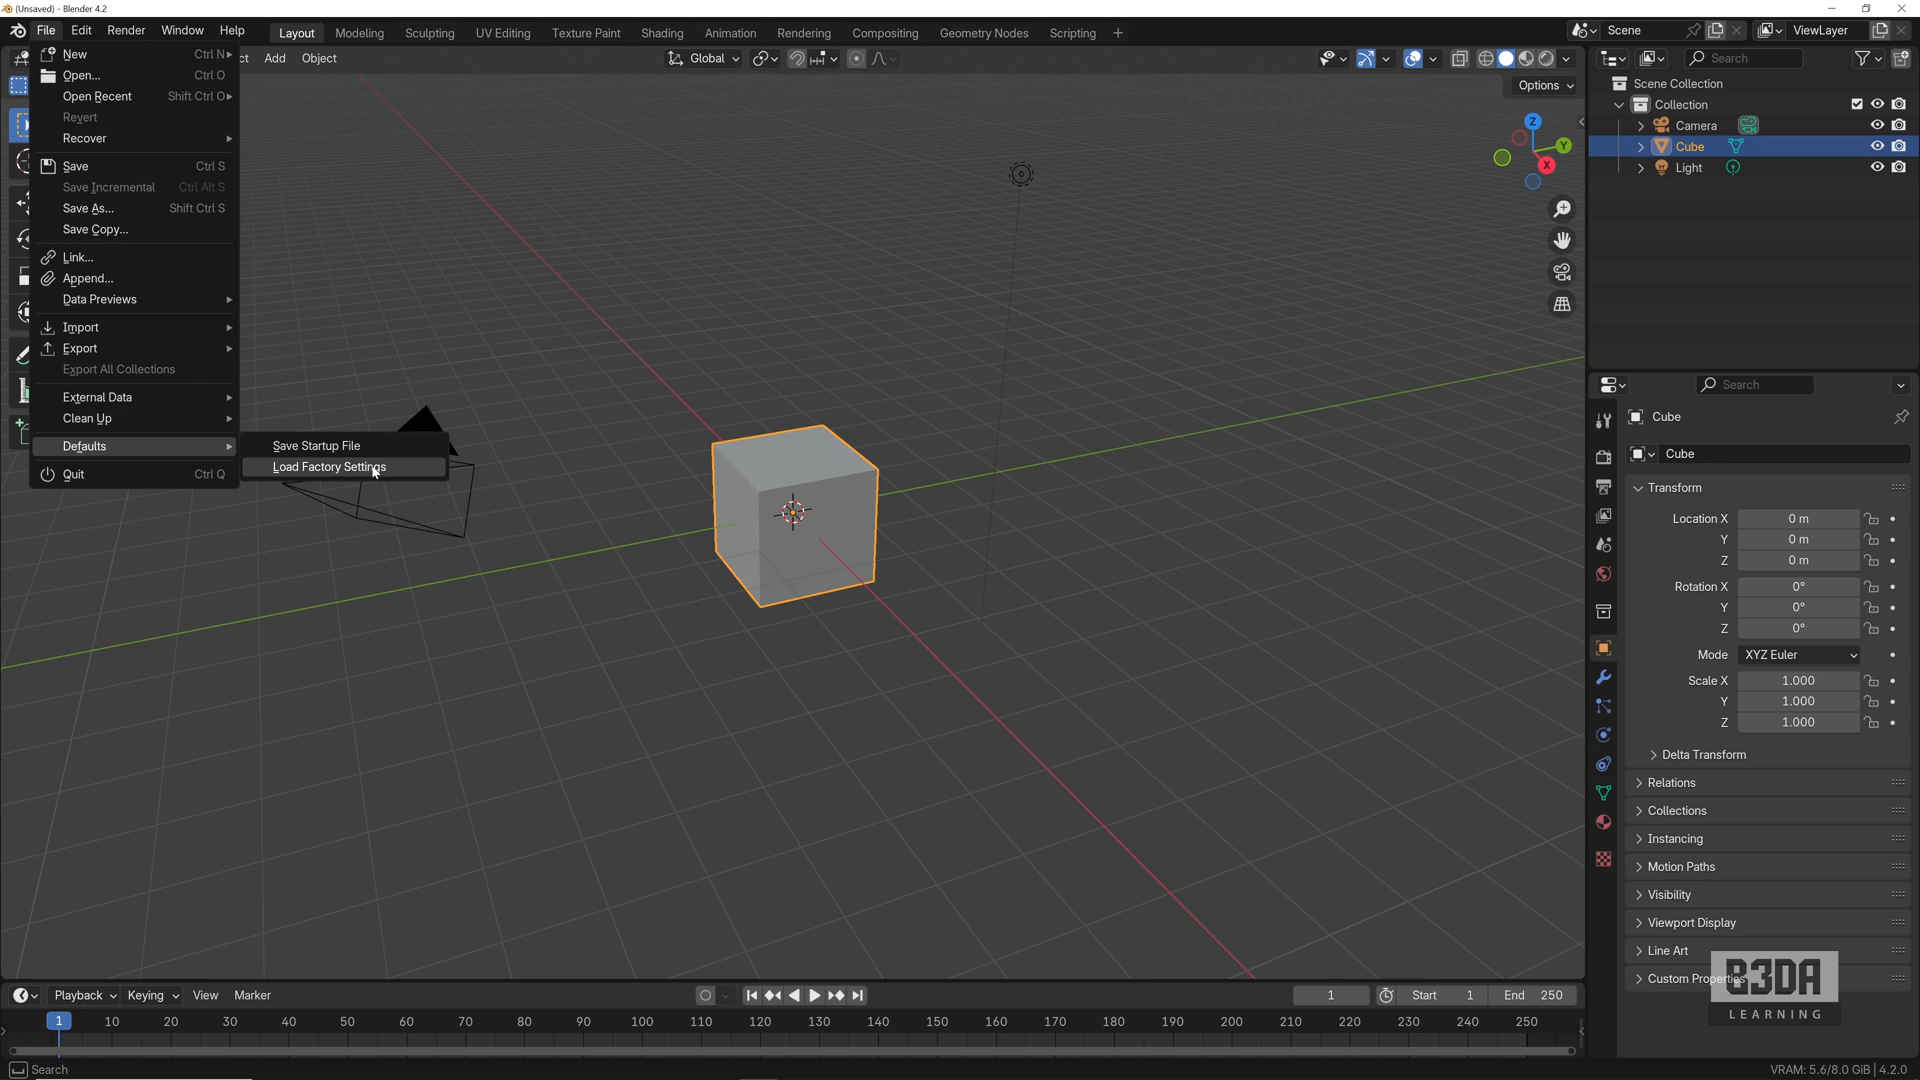 (Unsaved) - Blender 4.2
File Edit Render Window Help Layout Modeling Sculpting UV Editing Texture Paint Shading Animation Rendering Compositing Geometry Nodes Scripting + Scene ViewLayer
ct Add Object Global Search
Options
New Ctrl N
Open... Ctrl O
Open Recent Shift Ctrl O
Revert
Recover
Save Ctrl S
Save Incremental Ctrl Alt S
Save As... Shift Ctrl S
Save Copy...
Link...
Append...
Data Previews
Import
Export
Export All Collections
External Data
Clean Up
Defaults
Quit Ctrl Q
Save Startup File
Load Factory Settings
Z
Y
X
Scene Collection
Collection
Camera
Cube
Light
Search
Cube
Cube
Transform
Location X 0 m
Y 0 m
Z 0 m
Rotation X 0°
Y 0°
Z 0°
Mode XYZ Euler
Scale X 1.000
Y 1.000
Z 1.000
Delta Transform
Relations
Collections
Instancing
Motion Paths
Visibility
Viewport Display
Line Art
Custom Properties
B3DA
LEARNING
Playback Keying View Marker 1 Start 1 End 250
1 10 20 30 40 50 60 70 80 90 100 110 120 130 140 150 160 170 180 190 200 210 220 230 240 250
Search VRAM: 5.6/8.0 GiB | 4.2.0